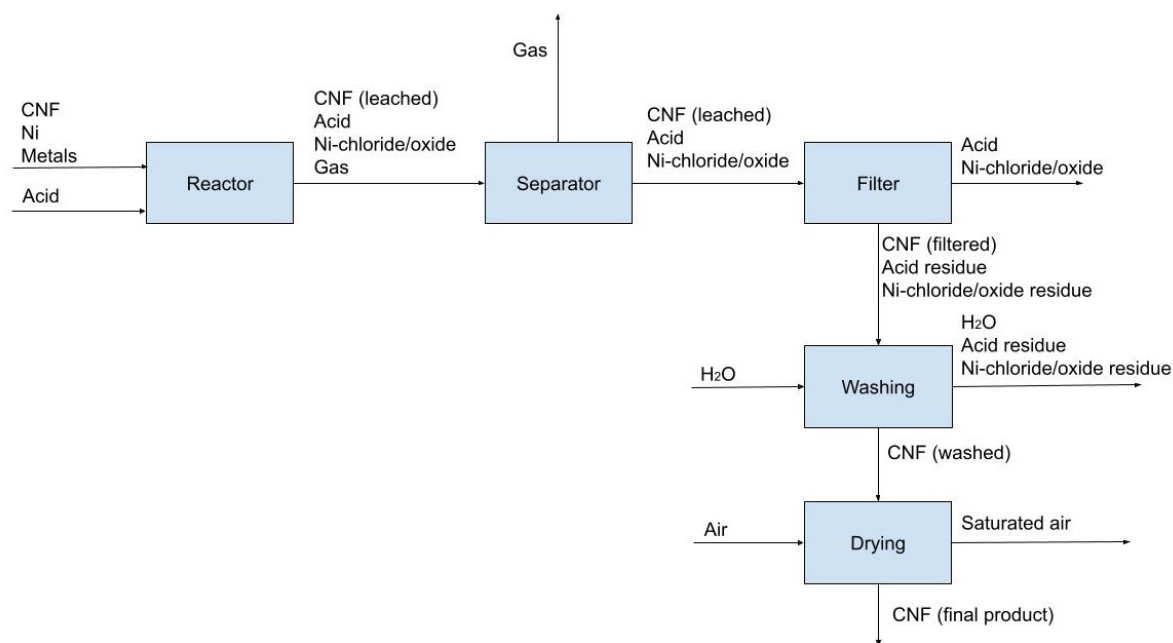 Gas
CNF
Ni
Metals
Acid
Reactor
CNF (leached)
Acid
Ni-chloride/oxide
Gas
Separator
CNF (leached)
Acid
Ni-chloride/oxide
Filter
Acid
Ni-chloride/oxide
CNF (filtered)
Acid residue
Ni-chloride/oxide residue
H₂O
Washing
H₂O
Acid residue
Ni-chloride/oxide residue
CNF (washed)
Air
Drying
Saturated air
CNF (final product)